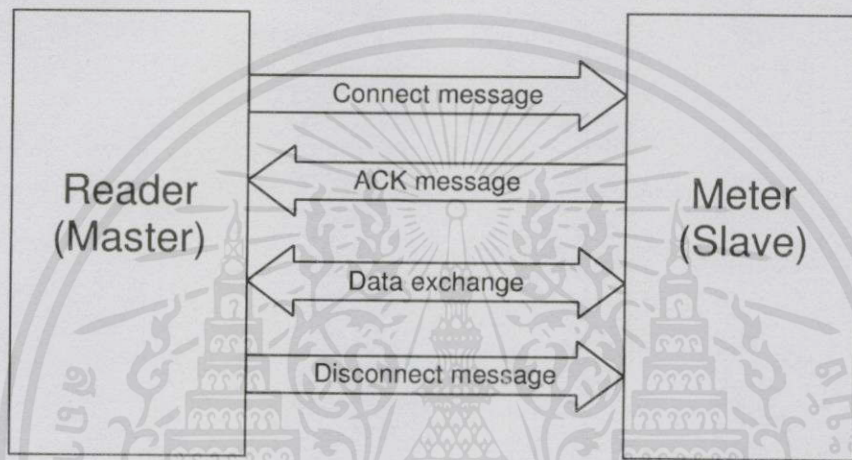 Connect message
Reader
(Master)
ACK message
Meter
(Slave)
Data exchange
Disconnect message